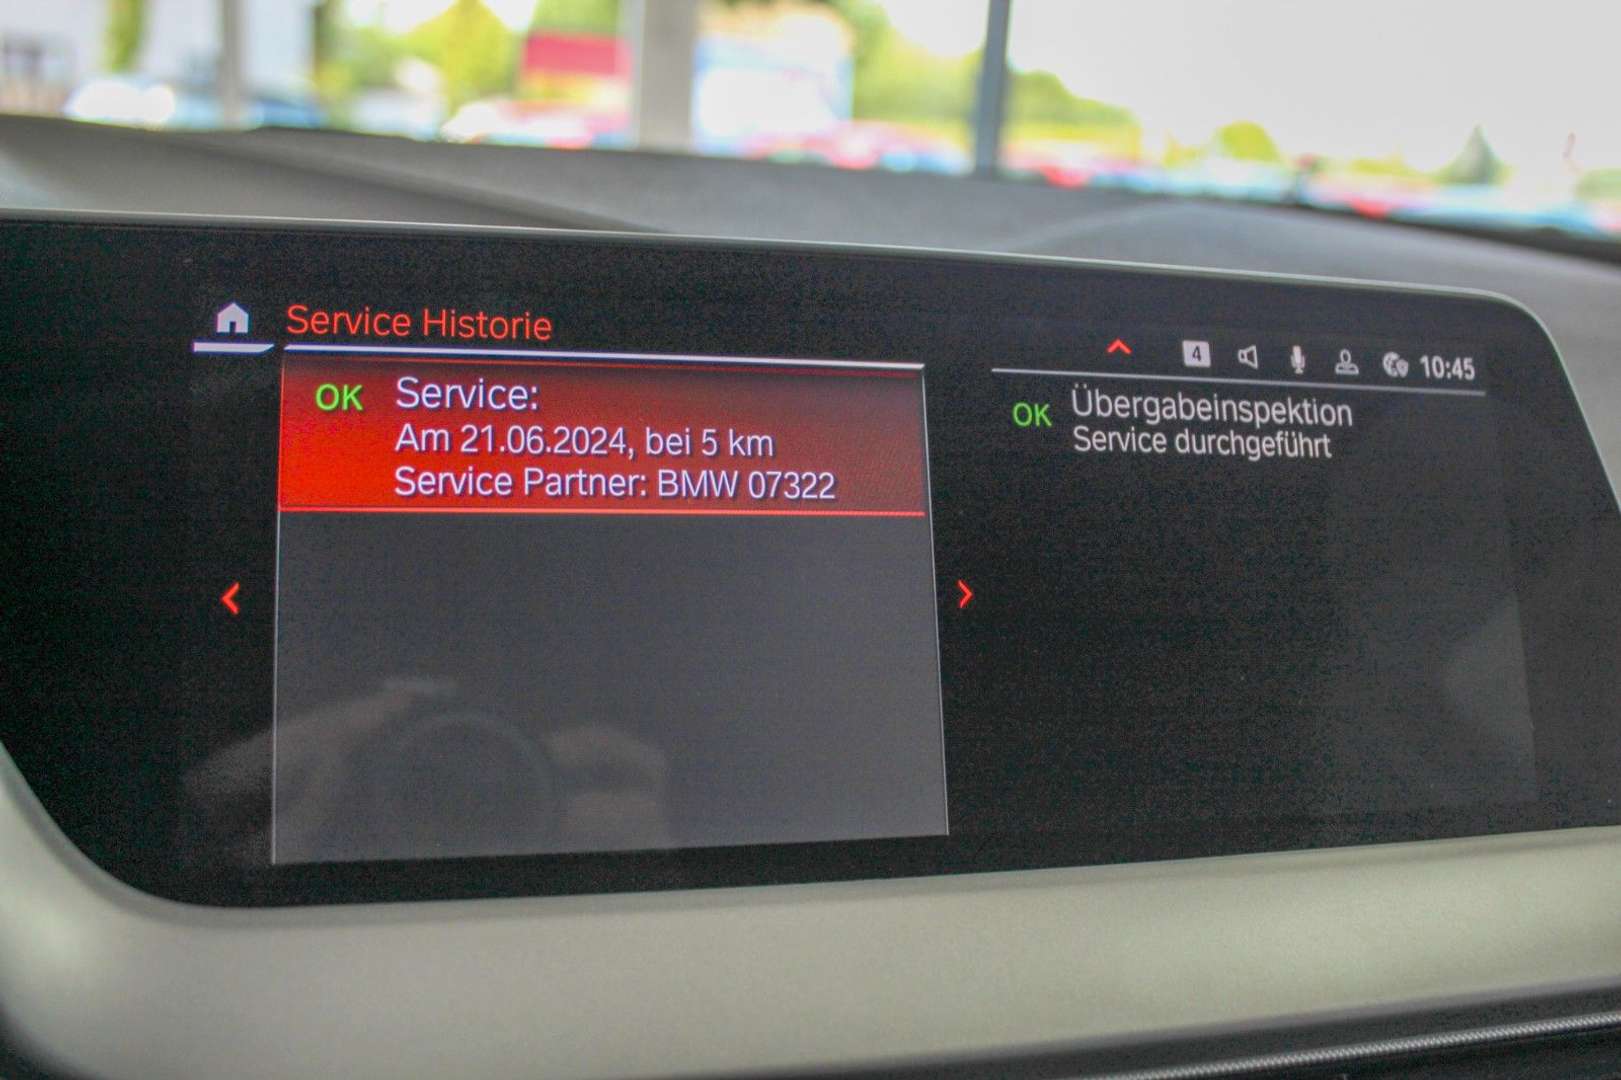 Service Historie
4 10:45
OK Service:
Am 21.06.2024, bei 5 km
Service Partner: BMW 07322
OK Übergabeinspektion
Service durchgeführt